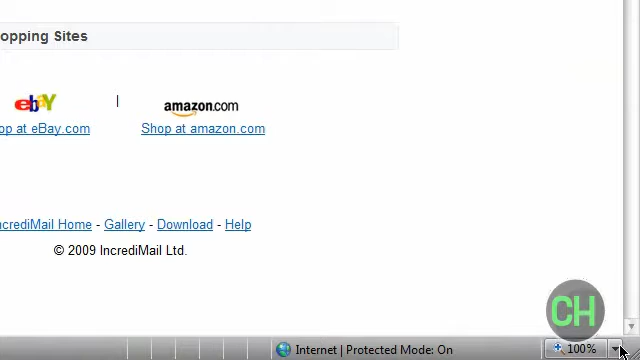 opping Sites
ebY
amazon.com
op at eBay.com
|
Shop at amazon.com
ncrediMail Home - Gallery - Download - Help
© 2009 IncrediMail Ltd.
CH
Internet | Protected Mode: On
100%